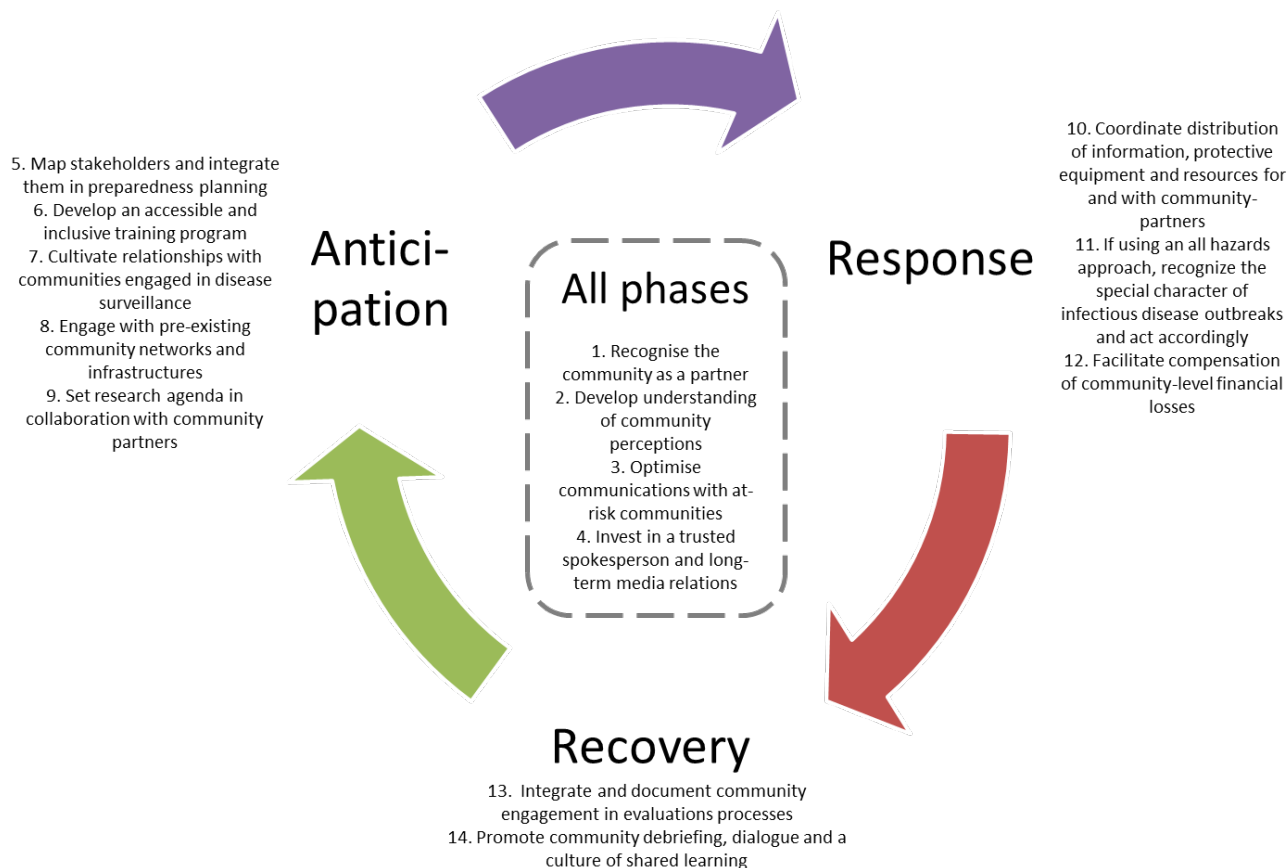 Antici-
pation
5. Map stakeholders and integrate
them in preparedness planning
6. Develop an accessible and
inclusive training program
7. Cultivate relationships with
communities engaged in disease
surveillance
8. Engage with pre-existing
community networks and
infrastructures
9. Set research agenda in
collaboration with community
partners
All phases
1. Recognise the
community as a partner
2. Develop understanding
of community
perceptions
3. Optimise
communications with at-
risk communities
4. Invest in a trusted
spokesperson and long-
term media relations
Response
10. Coordinate distribution
of information, protective
equipment and resources for
and with community-
partners
11. If using an all hazards
approach, recognize the
special character of
infectious disease outbreaks
and act accordingly
12. Facilitate compensation
of community-level financial
losses
Recovery
13. Integrate and document community
engagement in evaluations processes
14. Promote community debriefing, dialogue and a
culture of shared learning